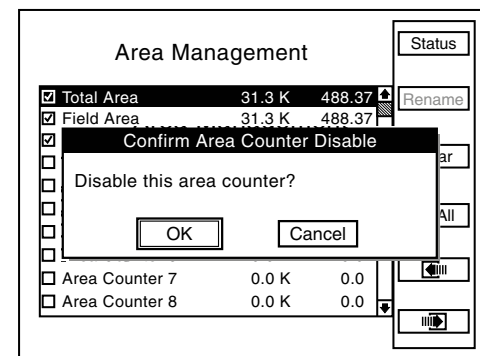 Area Management
Status
Total Area 31.3 K 488.37
Rename
Field Area 31.3 K 488.37
Confirm Area Counter Disable
Disable this area counter?
ar
All
OK Cancel
Area Counter 7 0.0 K 0.0
Area Counter 8 0.0 K 0.0